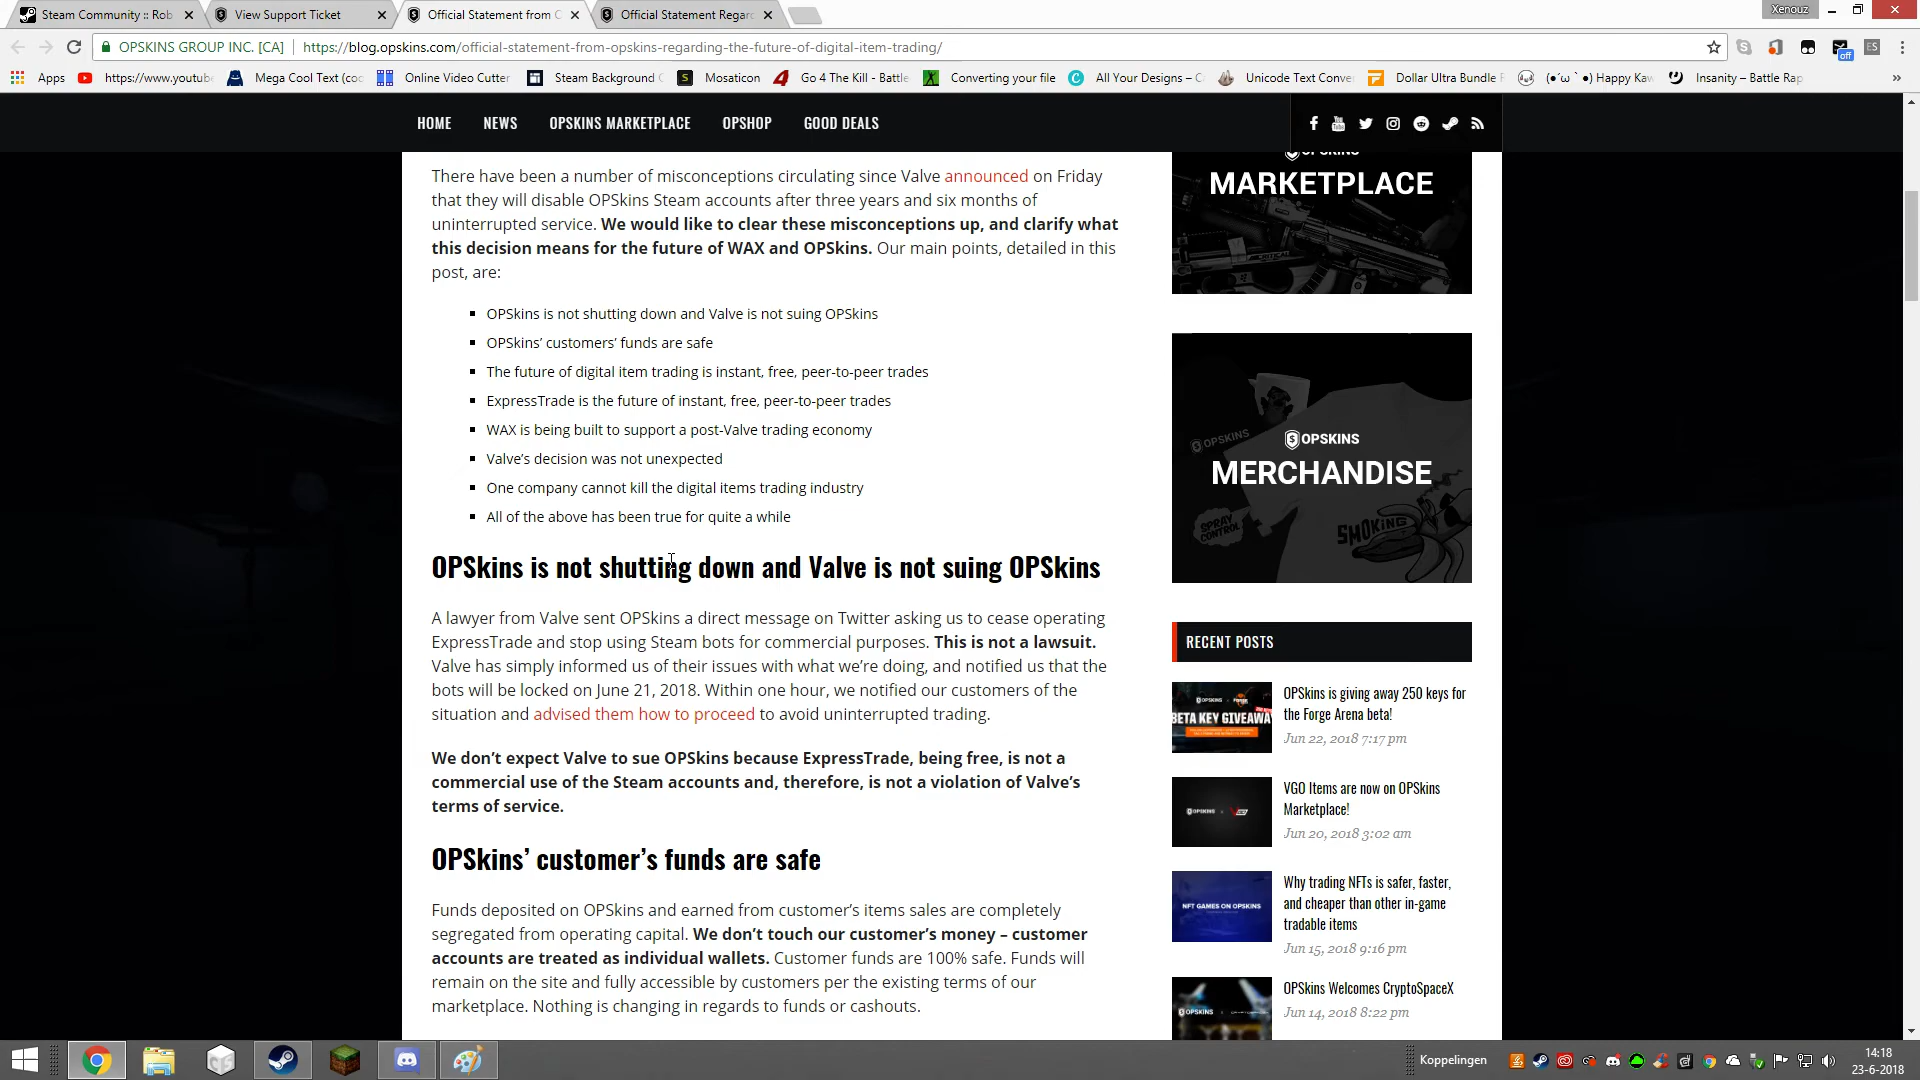 Steam Community :: Rob
View Support Ticket
Official Statement from C
Official Statement Regar
Xenouz
OPSKINS GROUP INC. [CA]
https://blog.opskins.com/official-statement-from-opskins-regarding-the-future-of-digital-item-trading/
Apps
https://www.youtub
Mega Cool Text (coo
Online Video Cutter
Steam Background
Mosaticon
Go 4 The Kill - Battle
Converting your file
All Your Designs – C
Unicode Text Conve
Dollar Ultra Bundle
Happy Kaw
Insanity – Battle Rap
HOME
NEWS
OPSKINS MARKETPLACE
OPSHOP
GOOD DEALS
There have been a number of misconceptions circulating since Valve announced on Friday
that they will disable OPSkins Steam accounts after three years and six months of
uninterrupted service. We would like to clear these misconceptions up, and clarify what
this decision means for the future of WAX and OPSkins. Our main points, detailed in this
post, are:
OPSkins is not shutting down and Valve is not suing OPSkins
OPSkins’ customers’ funds are safe
The future of digital item trading is instant, free, peer-to-peer trades
ExpressTrade is the future of instant, free, peer-to-peer trades
WAX is being built to support a post-Valve trading economy
Valve’s decision was not unexpected
One company cannot kill the digital items trading industry
All of the above has been true for quite a while
OPSkins is not shutting down and Valve is not suing OPSkins
A lawyer from Valve sent OPSkins a direct message on Twitter asking us to cease operating
ExpressTrade and stop using Steam bots for commercial purposes. This is not a lawsuit.
Valve has simply informed us of their issues with what we’re doing, and notified us that the
bots will be locked on June 21, 2018. Within one hour, we notified our customers of the
situation and advised them how to proceed to avoid uninterrupted trading.
We don’t expect Valve to sue OPSkins because ExpressTrade, being free, is not a
commercial use of the Steam accounts and, therefore, is not a violation of Valve’s
terms of service.
OPSkins’ customer’s funds are safe
Funds deposited on OPSkins and earned from customer’s items sales are completely
segregated from operating capital. We don’t touch our customer’s money – customer
accounts are treated as individual wallets. Customer funds are 100% safe. Funds will
remain on the site and fully accessible by customers per the existing terms of our
marketplace. Nothing is changing in regards to funds or cashouts.
OPSKINS
MARKETPLACE
OPSKINS
MERCHANDISE
OPSKINS
SPRAY
CONTROL
SMOKING
RECENT POSTS
BETA KEY GIVEAWA
OPSkins is giving away 250 keys for
the Forge Arena beta!
Jun 22, 2018 7:17 pm
OPSKINS
VGO Items are now on OPSkins
Marketplace!
Jun 20, 2018 3:02 am
NFT GAMES ON OPSKINS
Why trading NFTs is safer, faster,
and cheaper than other in-game
tradable items
Jun 15, 2018 9:16 pm
OPSKINS
OPSkins Welcomes CryptoSpaceX
Jun 14, 2018 8:22 pm
Koppelingen
14:18
23-6-2018
off
ES